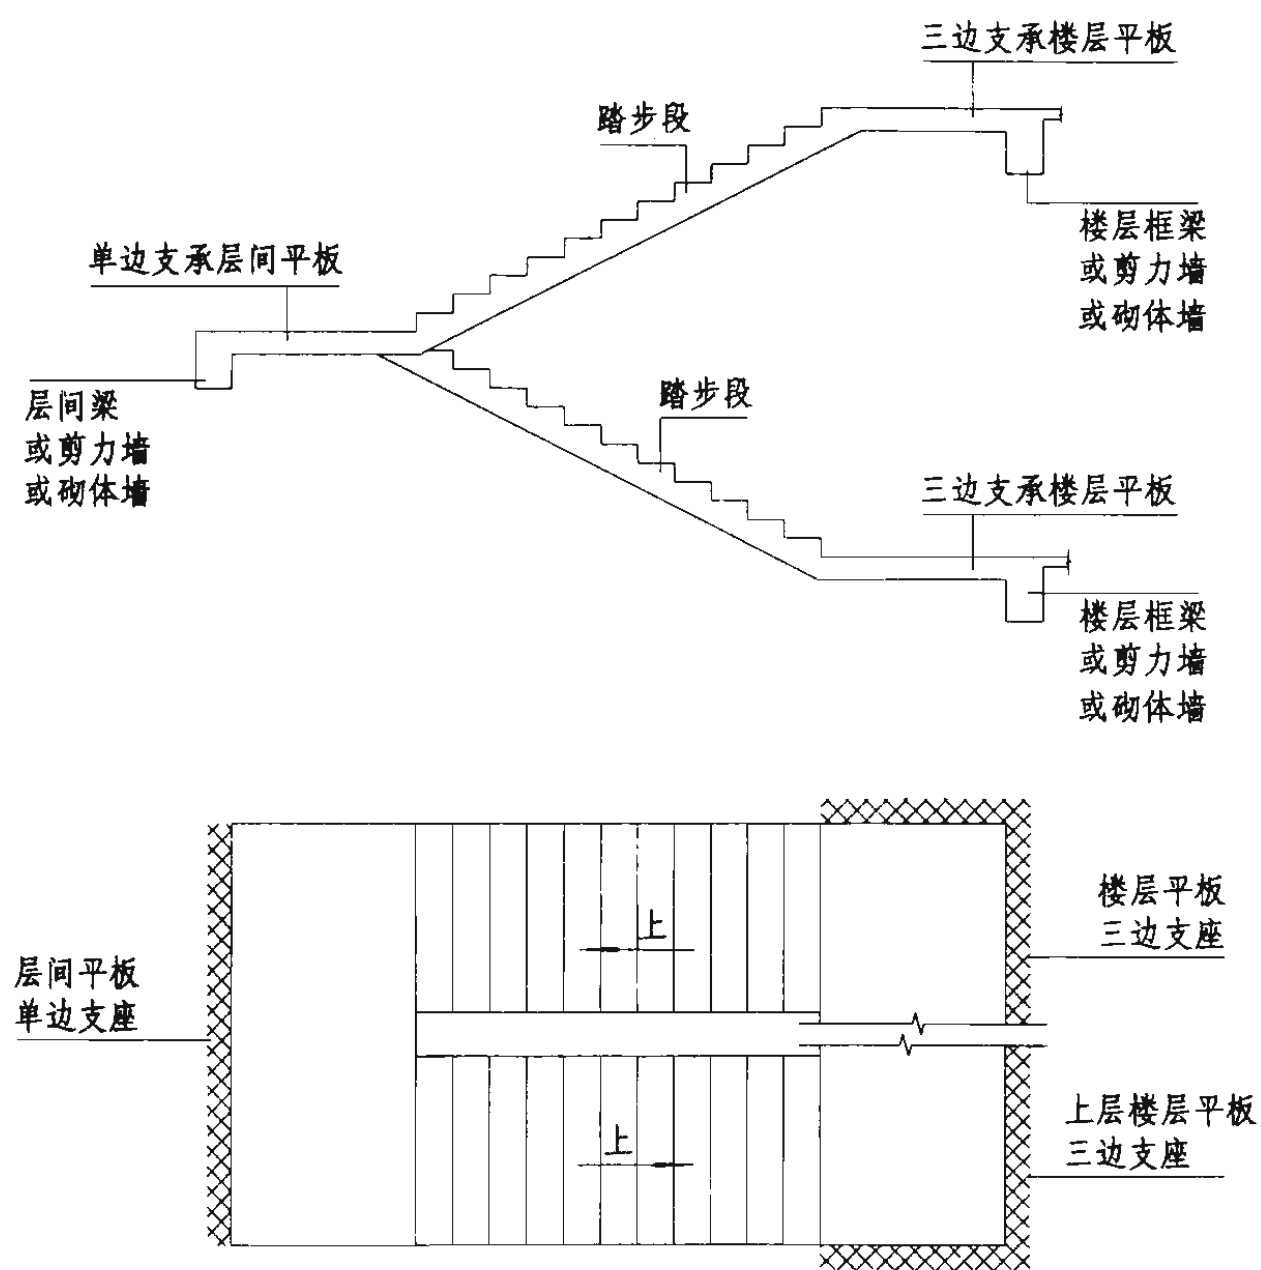 三边支承楼层平板
踏步段
楼层框梁
或剪力墙
或砌体墙
单边支承层间平板
层间梁
或剪力墙
或砌体墙
踏步段
三边支承楼层平板
楼层框梁
或剪力墙
或砌体墙
楼层平板
三边支座
上
层间平板
单边支座
上层楼层平板
三边支座
上